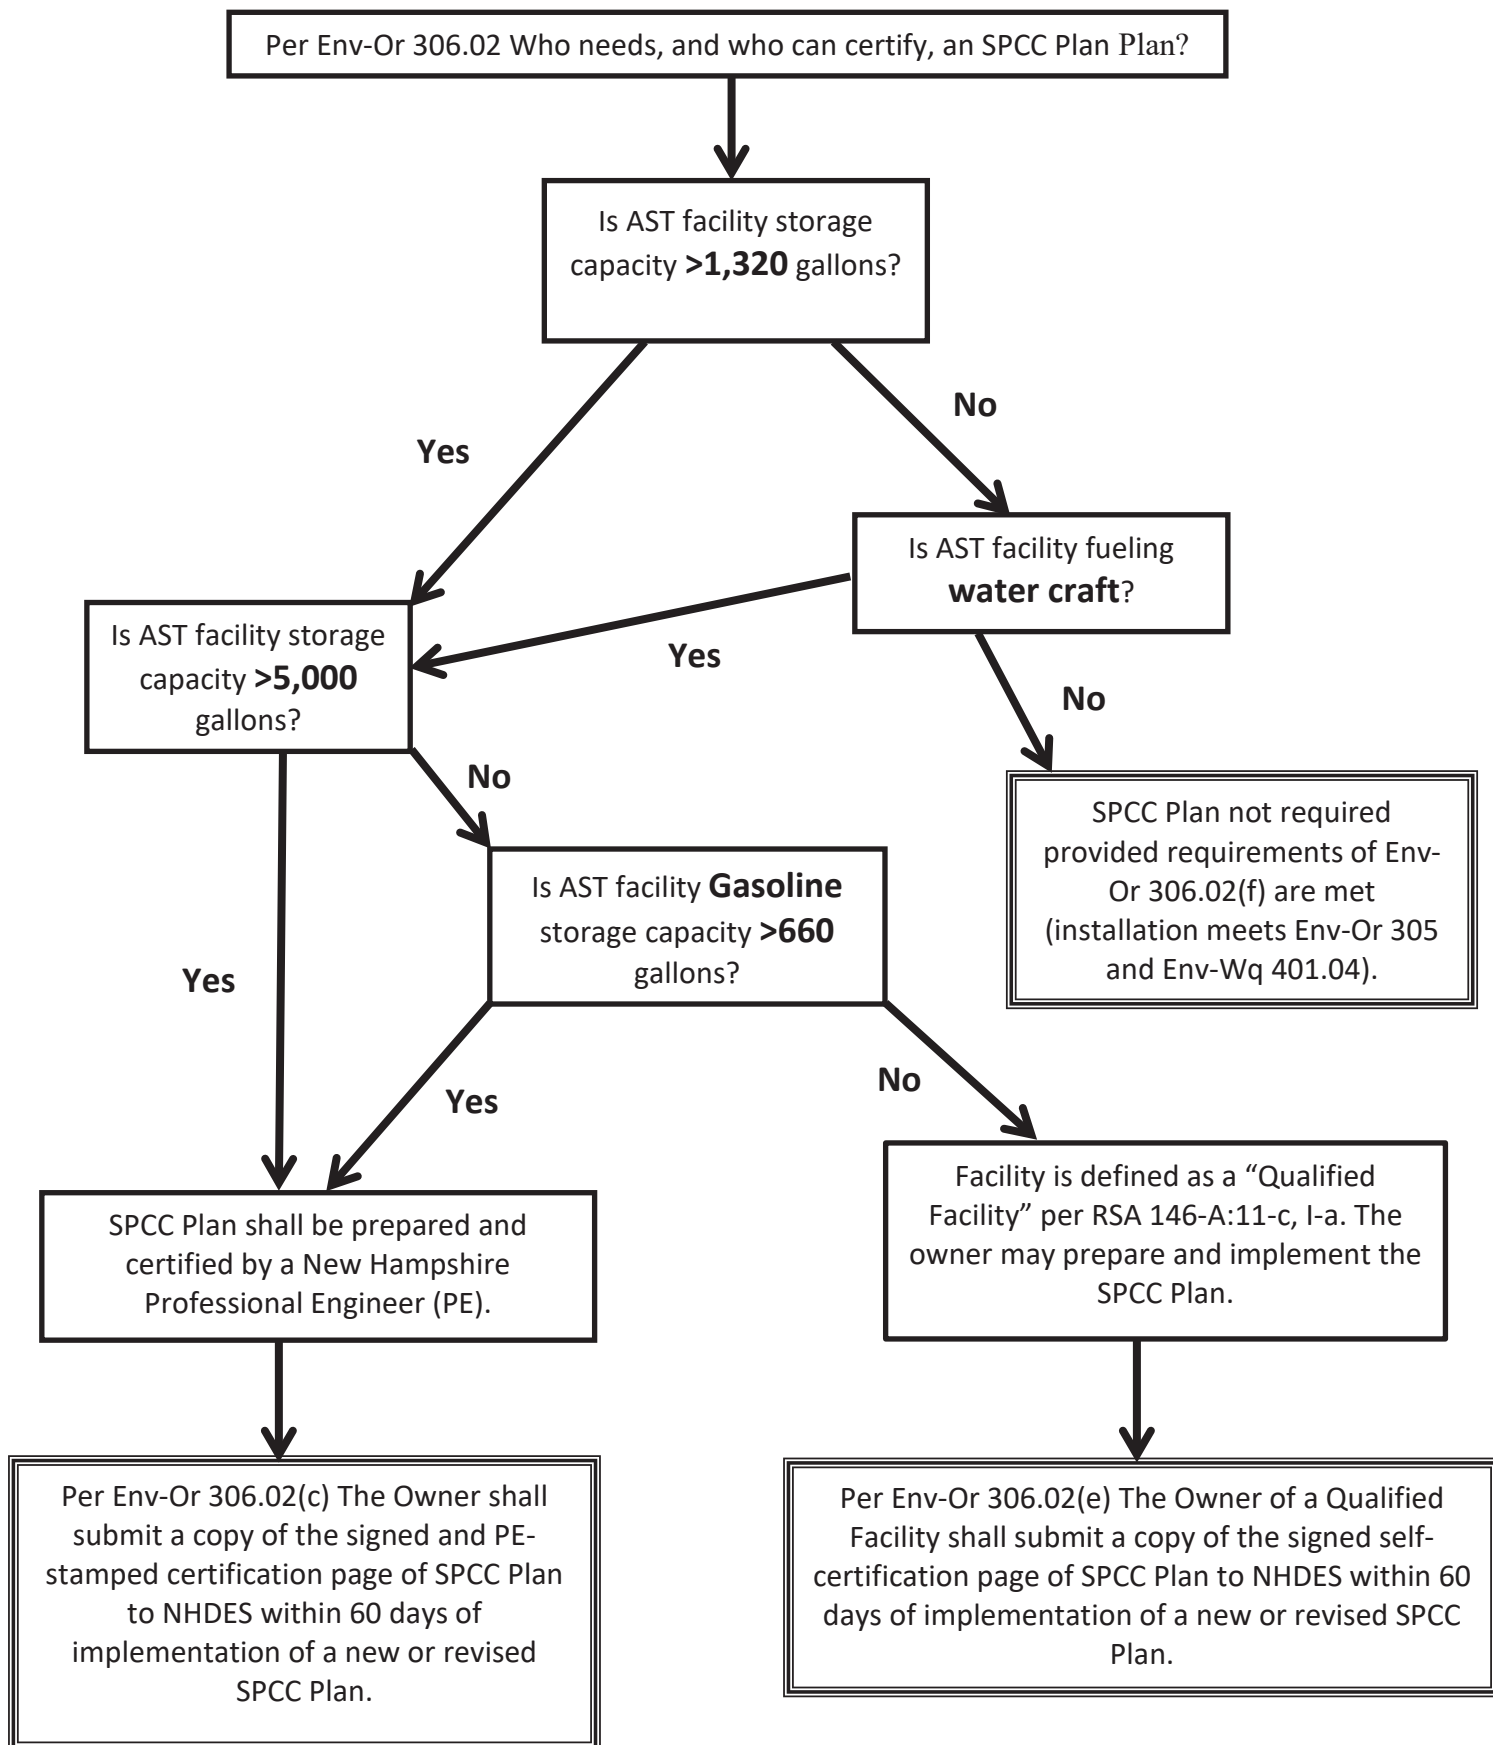 Per Env-Or 306.02 Who needs, and who can certify, an SPCC Plan Plan?
Is AST facility storage
capacity >1,320 gallons?
No
Yes
Is AST facility fueling
water craft?
Is AST facility storage
capacity >5,000
gallons?
Yes
No
No
SPCC Plan not required
provided requirements of Env-
Or 306.02(f) are met
(installation meets Env-Or 305
and Env-Wq 401.04).
Is AST facility Gasoline
storage capacity >660
gallons?
Yes
No
Yes
Facility is defined as a “Qualified
Facility” per RSA 146-A:11-c, I-a. The
owner may prepare and implement the
SPCC Plan.
SPCC Plan shall be prepared and
certified by a New Hampshire
Professional Engineer (PE).
Per Env-Or 306.02(c) The Owner shall
submit a copy of the signed and PE-
stamped certification page of SPCC Plan
to NHDES within 60 days of
implementation of a new or revised
SPCC Plan.
Per Env-Or 306.02(e) The Owner of a Qualified
Facility shall submit a copy of the signed self-
certification page of SPCC Plan to NHDES within 60
days of implementation of a new or revised SPCC
Plan.